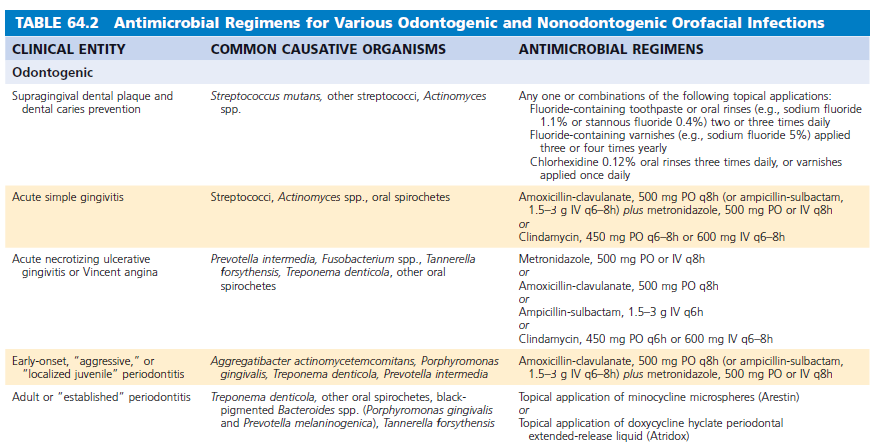 TABLE 64.2 Antimicrobial Regimens for Various Odontogenic and Nonodontogenic Orofacial Infections
CLINICAL ENTITY COMMON CAUSATIVE ORGANISMS ANTIMICROBIAL REGIMENS
Odontogenic
Supragingival dental plaque and
dental caries prevention
Streptococcus mutans, other streptococci, Actinomyces
spp.
Any one or combinations of the following topical applications:
Fluoride-containing toothpaste or oral rinses (e.g., sodium fluoride
1.1% or stannous fluoride 0.4%) two or three times daily
Fluoride-containing varnishes (e.g., sodium fluoride 5%) applied
three or four times yearly
Chlorhexidine 0.12% oral rinses three times daily, or varnishes
applied once daily
Acute simple gingivitis
Streptococci, Actinomyces spp., oral spirochetes
Amoxicillin-clavulanate, 500 mg PO q8h (or ampicillin-sulbactam,
1.5–3 g IV q6–8h) plus metronidazole, 500 mg PO or IV q8h
or
Clindamycin, 450 mg PO q6–8h or 600 mg IV q6–8h
Acute necrotizing ulcerative
gingivitis or Vincent angina
Prevotella intermedia, Fusobacterium spp., Tannerella
forsythensis, Treponema denticola, other oral
spirochetes
Metronidazole, 500 mg PO or IV q8h
or
Amoxicillin-clavulanate, 500 mg PO q8h
or
Ampicillin-sulbactam, 1.5–3 g IV q6h
or
Clindamycin, 450 mg PO q6h or 600 mg IV q6–8h
Early-onset, "aggressive," or
"localized juvenile" periodontitis
Aggregatibacter actinomycetemcomitans, Porphyromonas
gingivalis, Treponema denticola, Prevotella intermedia
Amoxicillin-clavulanate, 500 mg PO q8h (or ampicillin-sulbactam,
1.5–3 g IV q6–8h) plus metronidazole, 500 mg PO or IV q8h
Adult or "established" periodontitis
Treponema denticola, other oral spirochetes, black-
pigmented Bacteroides spp. (Porphyromonas gingivalis
and Prevotella melaninogenica), Tannerella forsythensis
Topical application of minocycline microspheres (Arestin)
or
Topical application of doxycycline hyclate periodontal
extended-release liquid (Atridox)